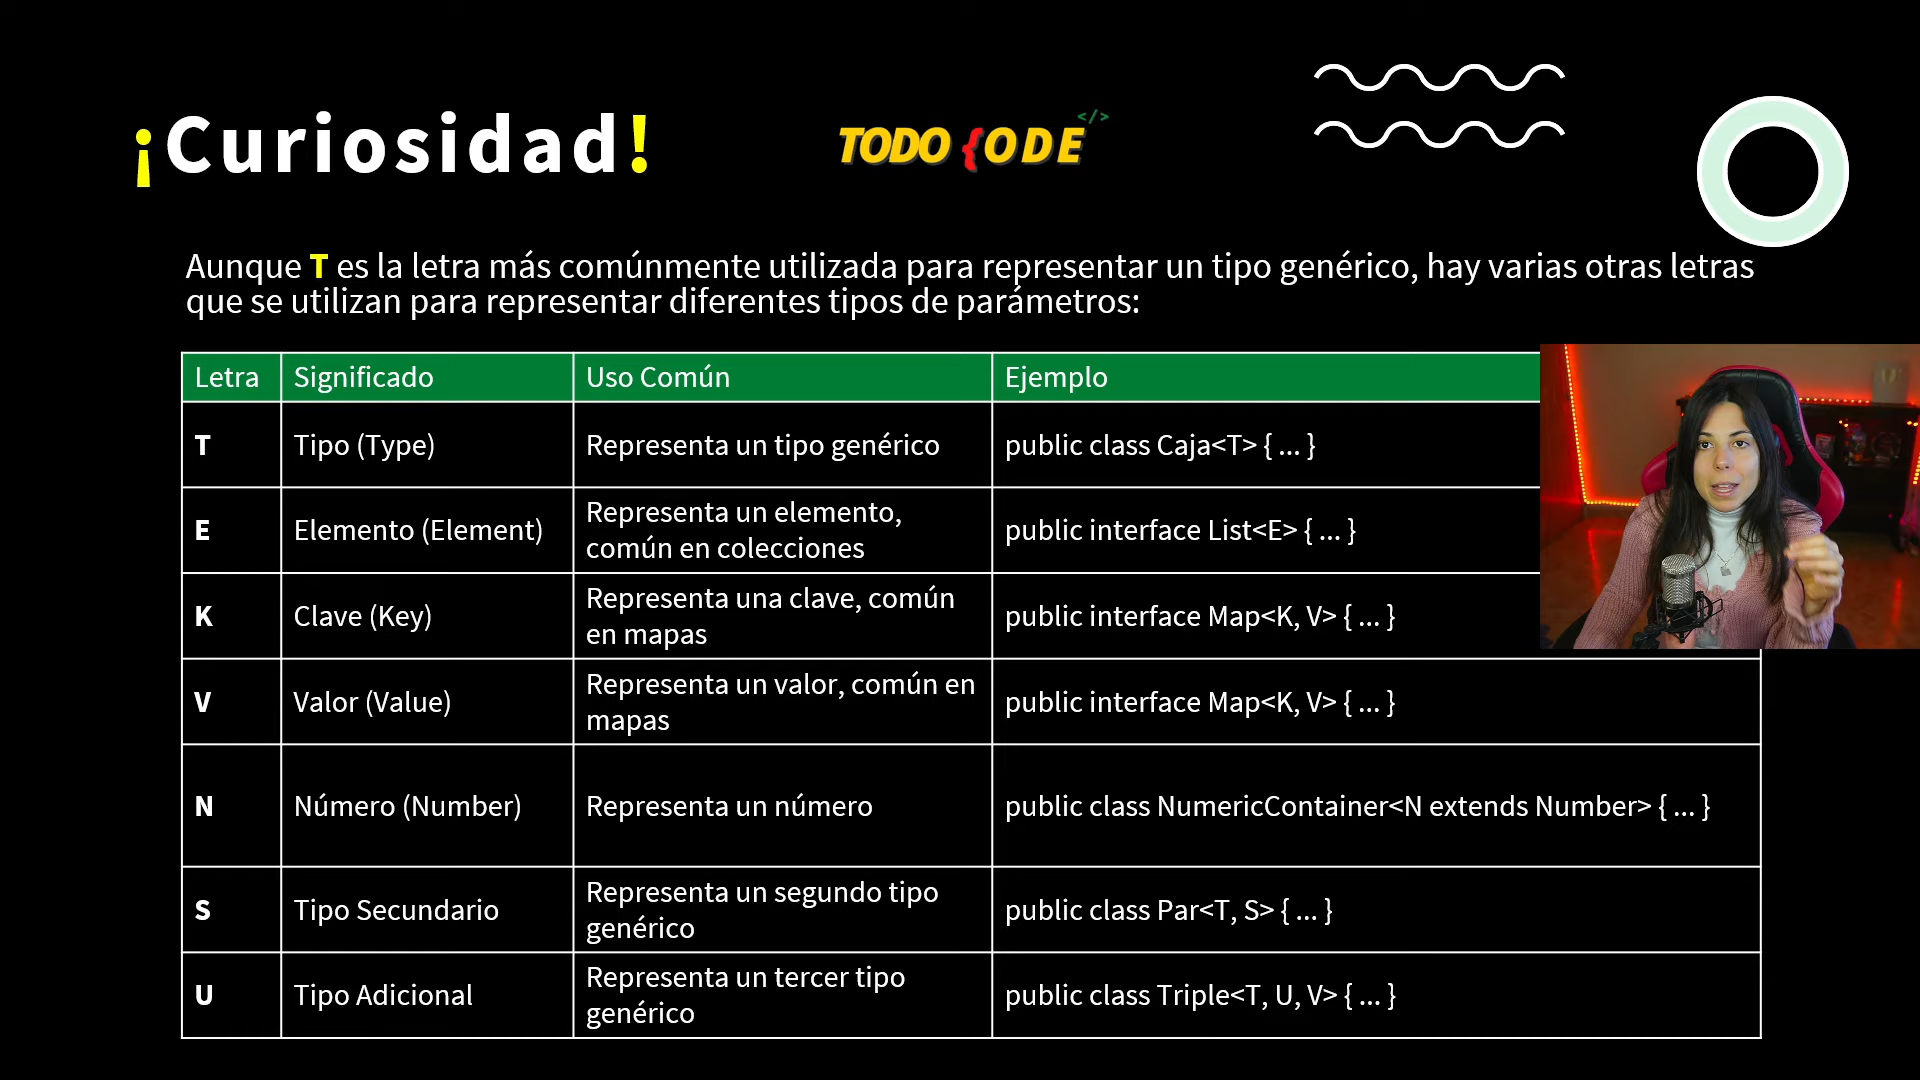 ¡Curiosidad!
</>
TODO {ODE
Aunque T es la letra más comúnmente utilizada para representar un tipo genérico, hay varias otras letras
que se utilizan para representar diferentes tipos de parámetros:
Letra Significado Uso Común Ejemplo
T Tipo (Type) Representa un tipo genérico public class Caja<T> { ... }
E Elemento (Element) Representa un elemento,
común en colecciones public interface List<E> { ... }
K Clave (Key) Representa una clave, común
en mapas public interface Map<K, V> { ... }
V Valor (Value) Representa un valor, común en
mapas public interface Map<K, V> { ... }
N Número (Number) Representa un número public class NumericContainer<N extends Number> { ... }
S Tipo Secundario Representa un segundo tipo
genérico public class Par<T, S> { ... }
U Tipo Adicional Representa un tercer tipo
genérico public class Triple<T, U, V> { ... }